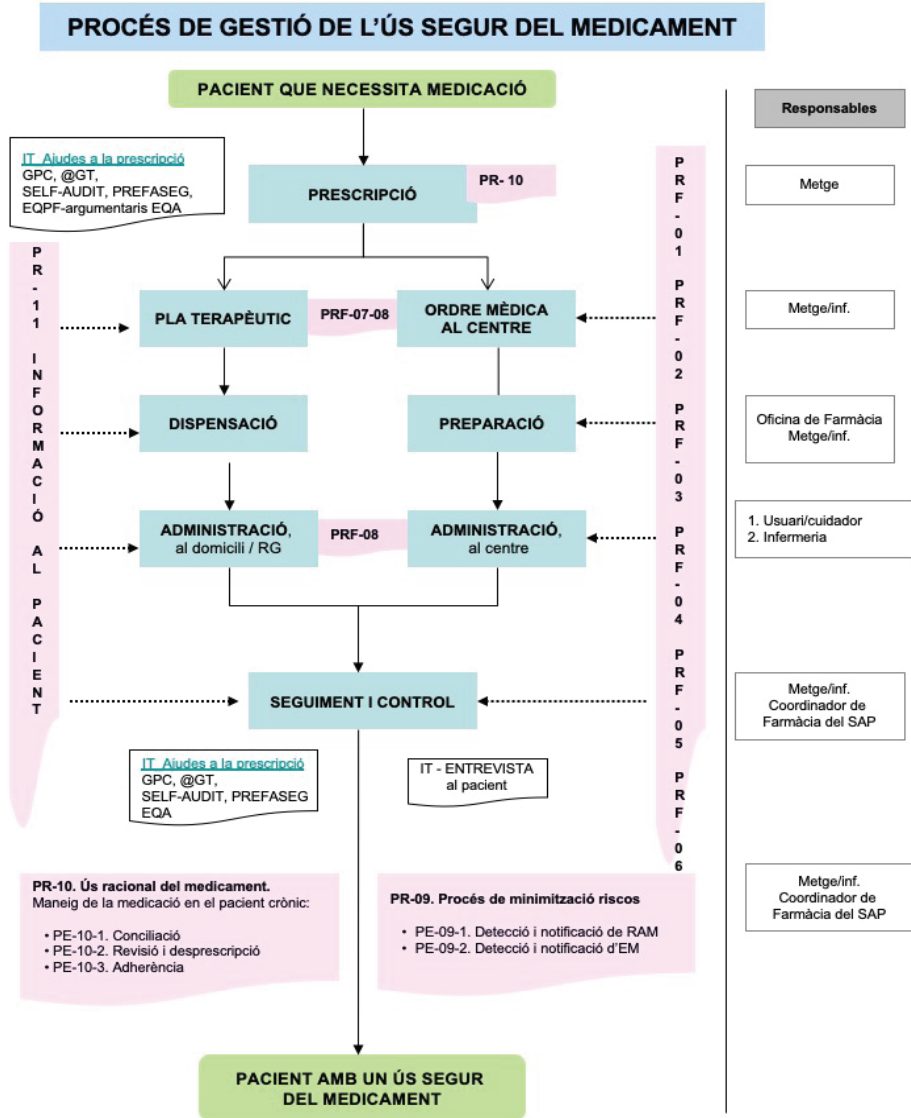 PROCÉS DE GESTIÓ DE L’ÚS SEGUR DEL MEDICAMENT
PACIENT QUE NECESSITA MEDICACIÓ
Responsables
IT Ajudes a la prescripció
GPC, @GT,
SELF-AUDIT, PREFASEG,
EQPF-argumentaris EQA
PRESCRIPCIÓ
PR- 10
Metge
PR-11 INFORMACIÓ AL PACIENT
PRF-01 PRF-02 PRF-03 PRF-04 PRF-05 PRF-06
PLA TERAPÈUTIC
PRF-07-08
ORDRE MÈDICA
AL CENTRE
Metge/inf.
DISPENSACIÓ
PREPARACIÓ
Oficina de Farmàcia
Metge/inf.
ADMINISTRACIÓ,
al domicili / RG
PRF-08
ADMINISTRACIÓ,
al centre
1. Usuari/cuidador
2. Infermeria
SEGUIMENT I CONTROL
Metge/inf.
Coordinador de
Farmàcia del SAP
IT Ajudes a la prescripció
GPC, @GT,
SELF-AUDIT, PREFASEG
EQA
IT - ENTREVISTA
al pacient
PR-10. Ús racional del medicament.
Maneig de la medicació en el pacient crònic:
• PE-10-1. Conciliació
• PE-10-2. Revisió i desprescripció
• PE-10-3. Adherència
PR-09. Procés de minimització riscos
• PE-09-1. Detecció i notificació de RAM
• PE-09-2. Detecció i notificació d’EM
Metge/inf.
Coordinador de
Farmàcia del SAP
PACIENT AMB UN ÚS SEGUR
DEL MEDICAMENT